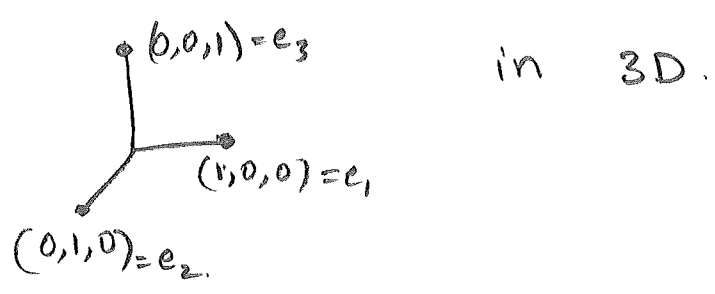 (0,0,1)=e₃ in 3D.
(1,0,0)=e₁
(0,1,0)=e₂.